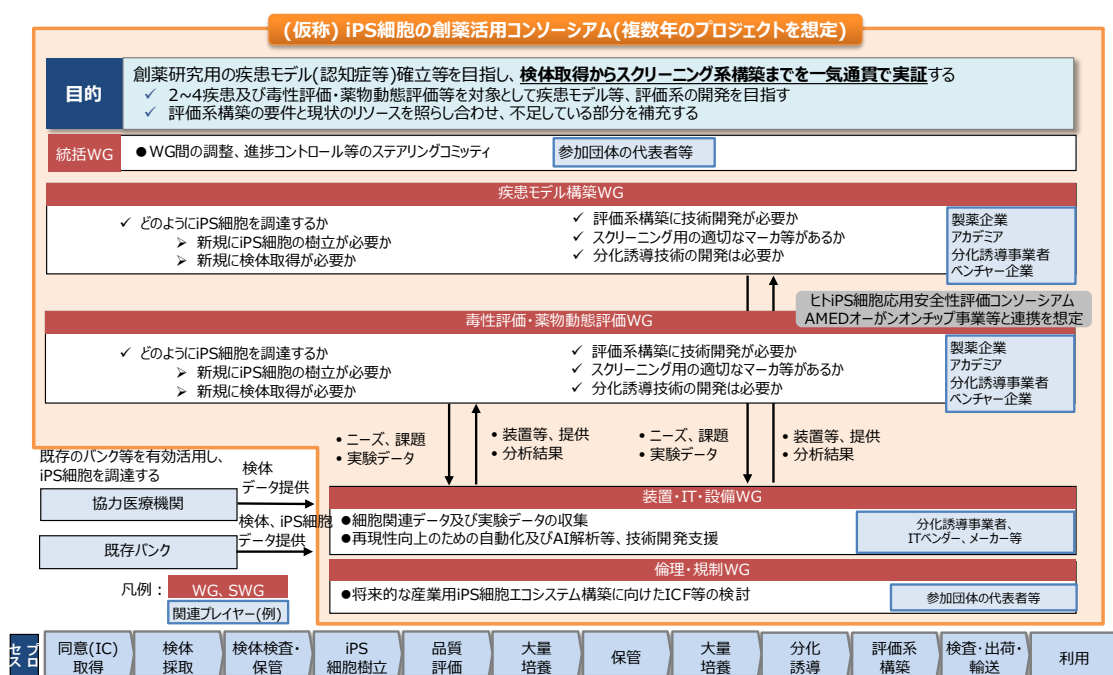 (仮称) iPS細胞の創薬活用コンソーシアム(複数年のプロジェクトを想定)
目的
創薬研究用の疾患モデル(認知症等)確立等を目指し、検体取得からスクリーニング系構築までを一気通貫で実証する
✓ 2~4疾患及び毒性評価・薬物動態評価等を対象として疾患モデル等、評価系の開発を目指す
✓ 評価系構築の要件と現状のリソースを照らし合わせ、不足している部分を補充する
統括WG
●WG間の調整、進捗コントロール等のステアリングコミッティ
参加団体の代表者等
疾患モデル構築WG
✓ どのようにiPS細胞を調達するか
➢ 新規にiPS細胞の樹立が必要か
➢ 新規に検体取得が必要か
✓ 評価系構築に技術開発が必要か
✓ スクリーニング用の適切なマーカ等があるか
✓ 分化誘導技術の開発は必要か
製薬企業
アカデミア
分化誘導事業者
ベンチャー企業
ヒトiPS細胞応用安全性評価コンソーシアム
AMEDオーガンオンチップ事業等と連携を想定
毒性評価・薬物動態評価WG
✓ どのようにiPS細胞を調達するか
➢ 新規にiPS細胞の樹立が必要か
➢ 新規に検体取得が必要か
✓ 評価系構築に技術開発が必要か
✓ スクリーニング用の適切なマーカ等があるか
✓ 分化誘導技術の開発は必要か
製薬企業
アカデミア
分化誘導事業者
ベンチャー企業
• ニーズ、課題
• 実験データ
• 装置等、提供
• 分析結果
• ニーズ、課題
• 実験データ
• 装置等、提供
• 分析結果
既存のバンク等を有効活用し、
iPS細胞を調達する
協力医療機関
検体
データ提供
既存バンク
検体、iPS細胞
データ提供
装置・IT・設備WG
●細胞関連データ及び実験データの収集
●再現性向上のための自動化及びAI解析等、技術開発支援
分化誘導事業者、
ITベンダー、メーカー等
倫理・規制WG
●将来的な産業用iPS細胞エコシステム構築に向けたICF等の検討
参加団体の代表者等
凡例：
WG、SWG
関連プレイヤー(例)
プロセス
同意(IC)
取得
検体
採取
検体検査・
保管
iPS
細胞樹立
品質
評価
大量
培養
保管
大量
培養
分化
誘導
評価系
構築
検査・出荷・
輸送
利用